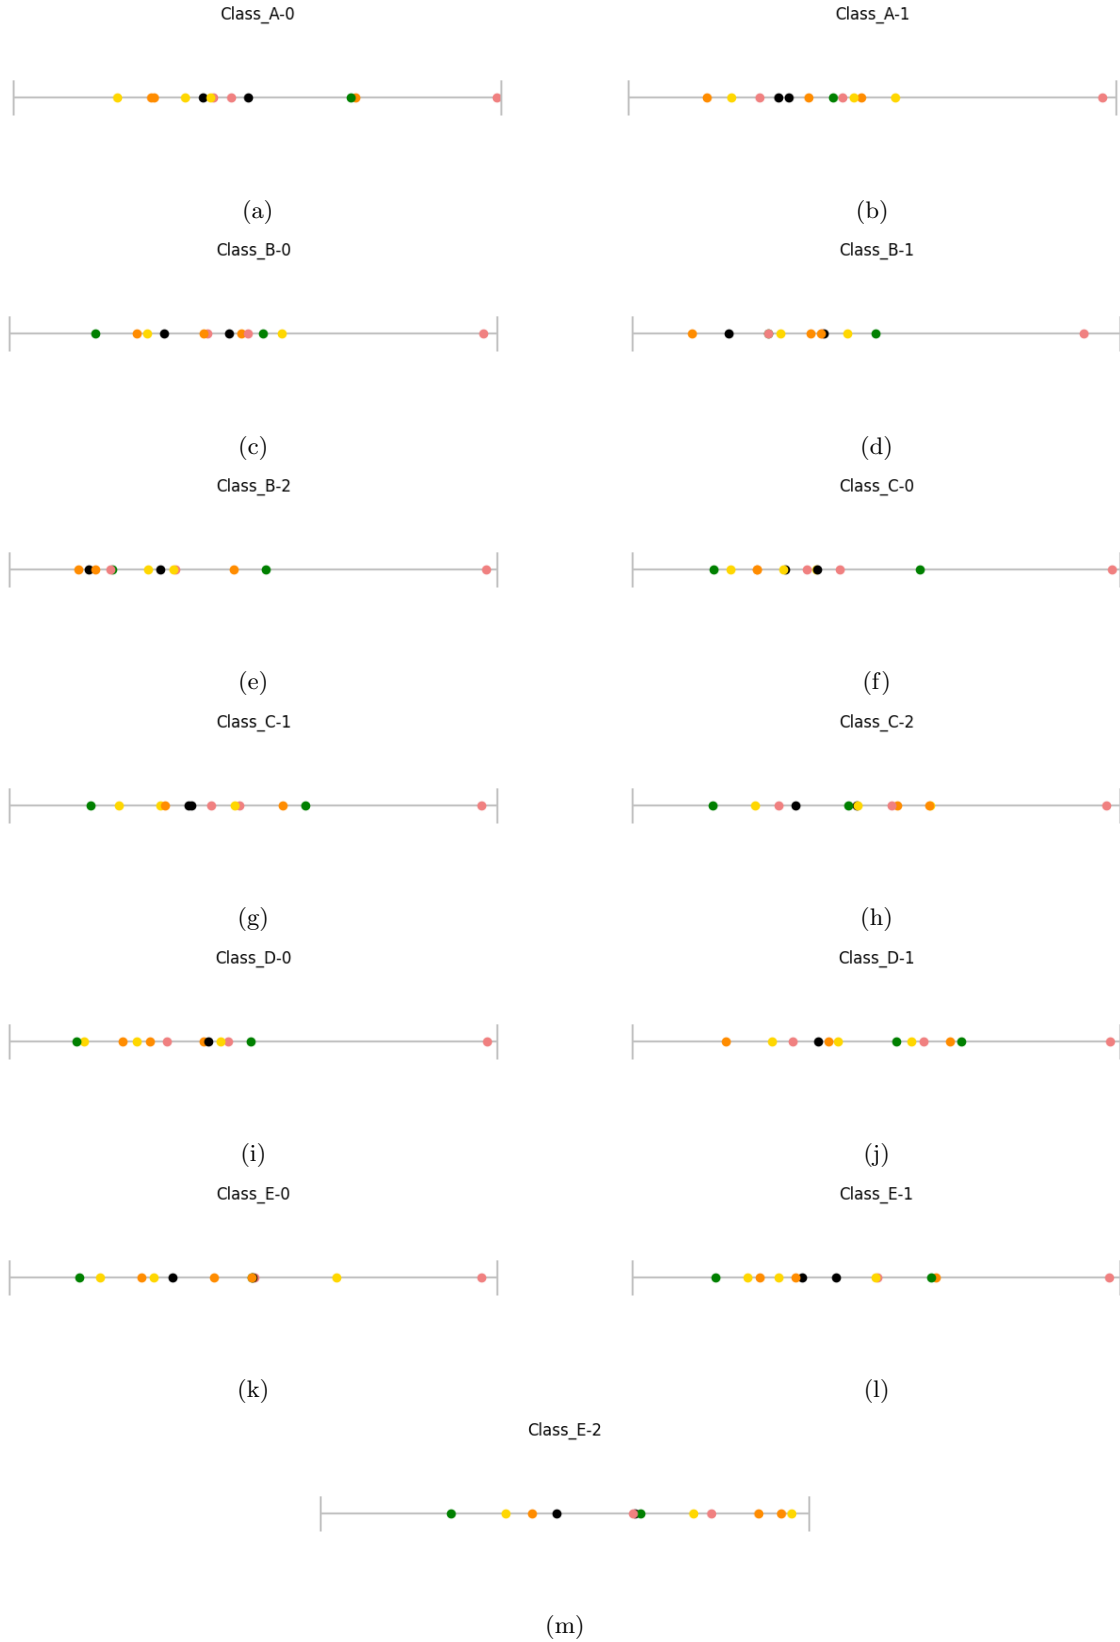 Class_A-0
Class_A-1
(a)
(b)
Class_B-0
Class_B-1
(c)
(d)
Class_B-2
Class_C-0
(e)
(f)
Class_C-1
Class_C-2
(g)
(h)
Class_D-0
Class_D-1
(i)
(j)
Class_E-0
Class_E-1
(k)
(l)
Class_E-2
(m)